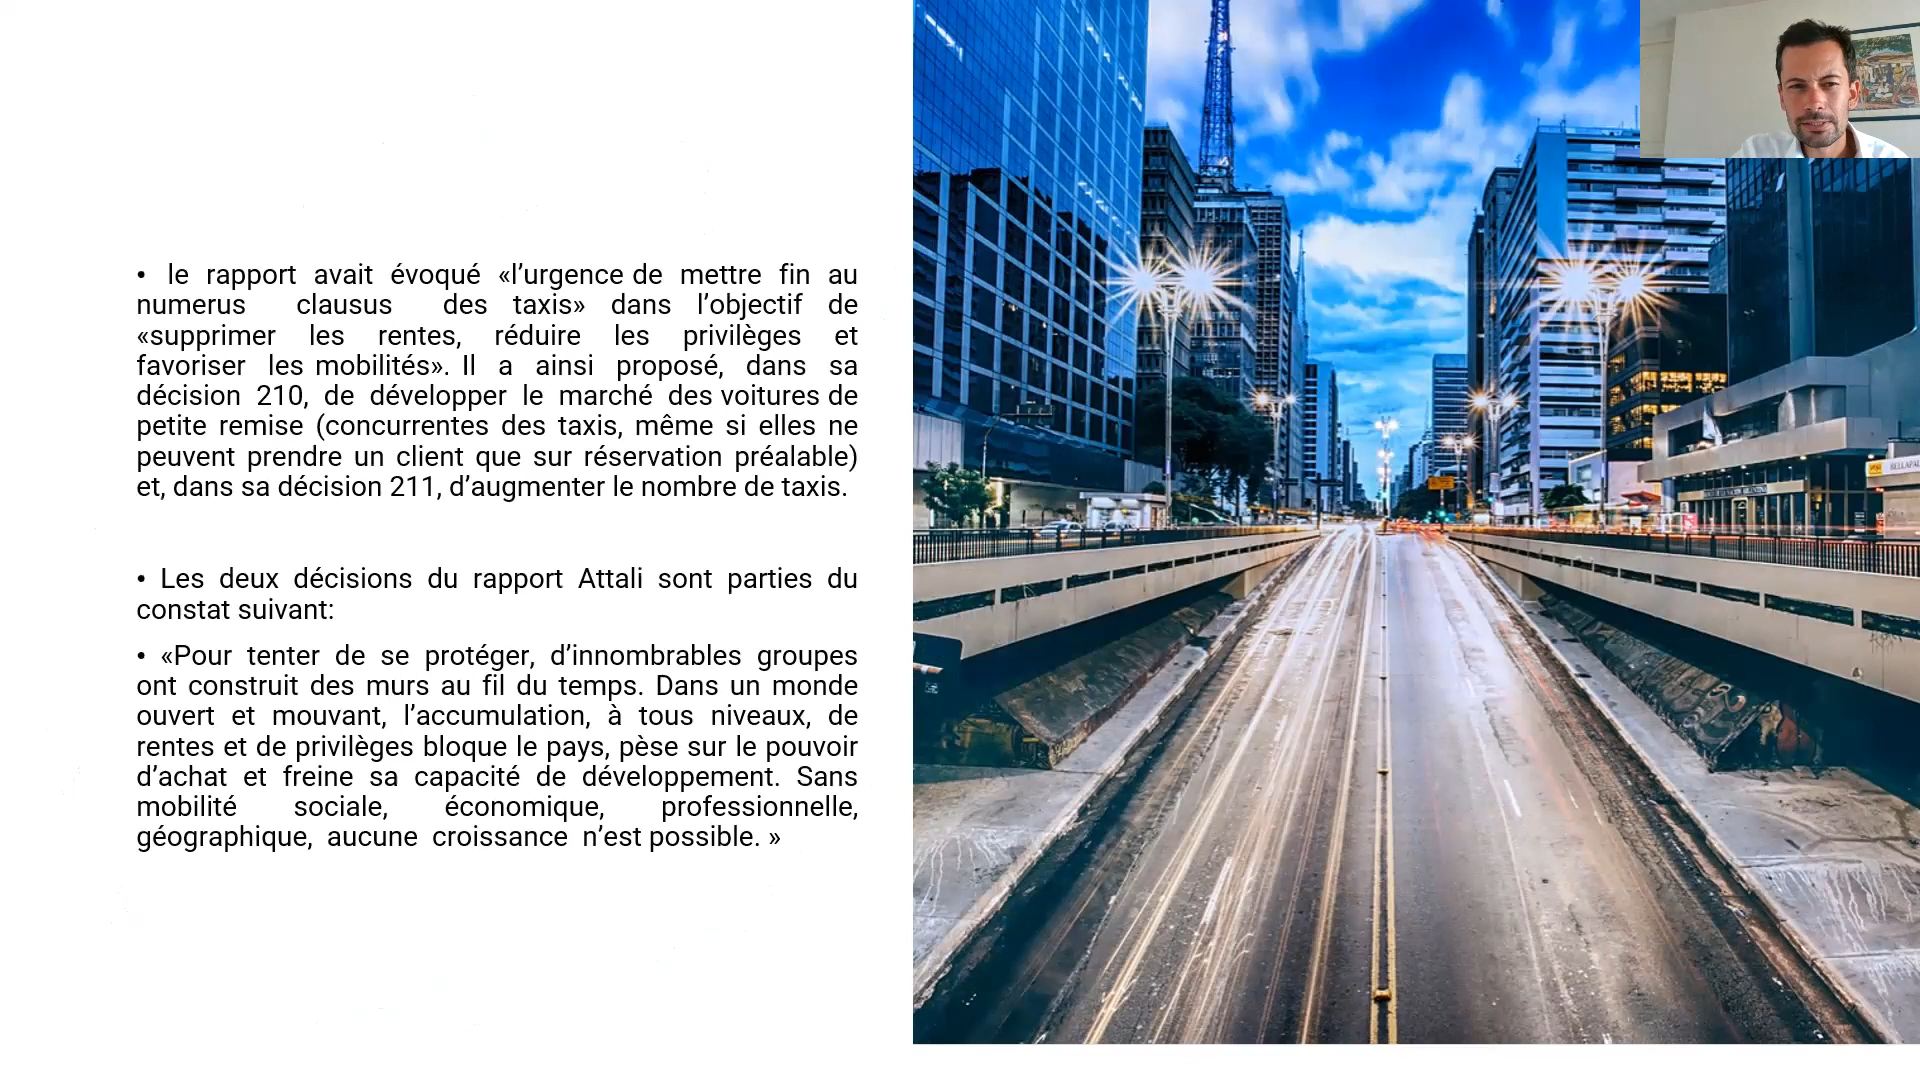 • le rapport avait évoqué «l’urgence de mettre fin au
numerus clausus des taxis» dans l’objectif de
«supprimer les rentes, réduire les privilèges et
favoriser les mobilités». Il a ainsi proposé, dans sa
décision 210, de développer le marché des voitures de
petite remise (concurrentes des taxis, même si elles ne
peuvent prendre un client que sur réservation préalable)
et, dans sa décision 211, d’augmenter le nombre de taxis.
• Les deux décisions du rapport Attali sont parties du
constat suivant:
• «Pour tenter de se protéger, d’innombrables groupes
ont construit des murs au fil du temps. Dans un monde
ouvert et mouvant, l’accumulation, à tous niveaux, de
rentes et de privilèges bloque le pays, pèse sur le pouvoir
d’achat et freine sa capacité de développement. Sans
mobilité sociale, économique, professionnelle,
géographique, aucune croissance n’est possible. »